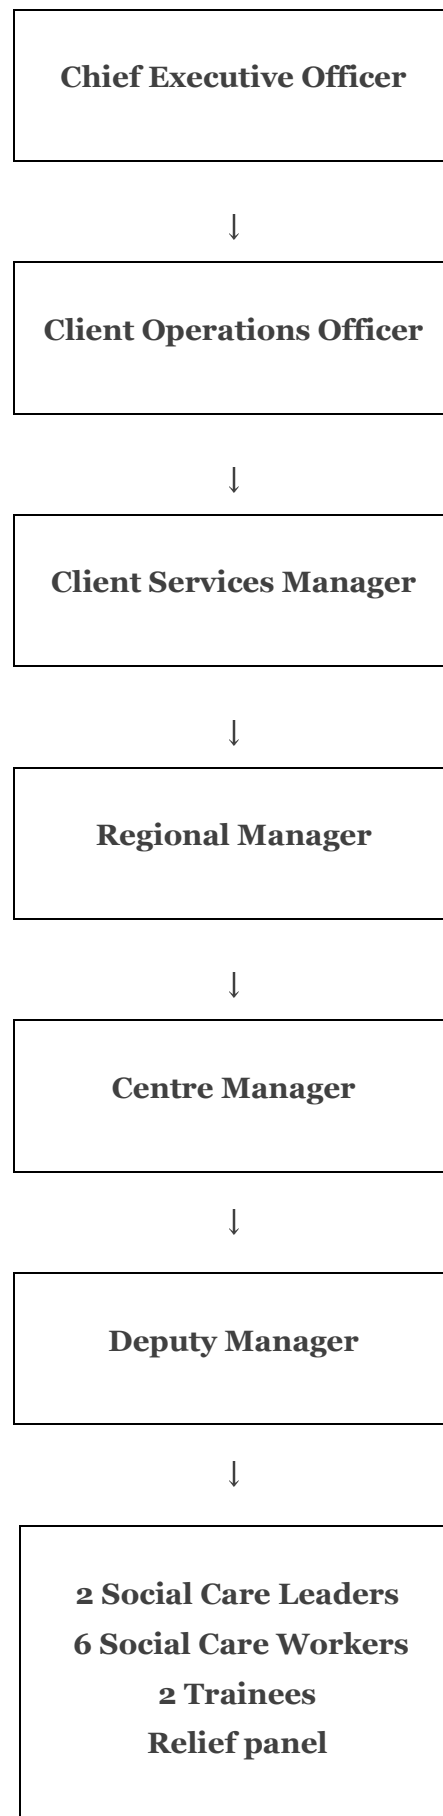 Chief Executive Officer
↓
Client Operations Officer
↓
Client Services Manager
↓
Regional Manager
↓
Centre Manager
↓
Deputy Manager
↓
2 Social Care Leaders
6 Social Care Workers
2 Trainees
Relief panel